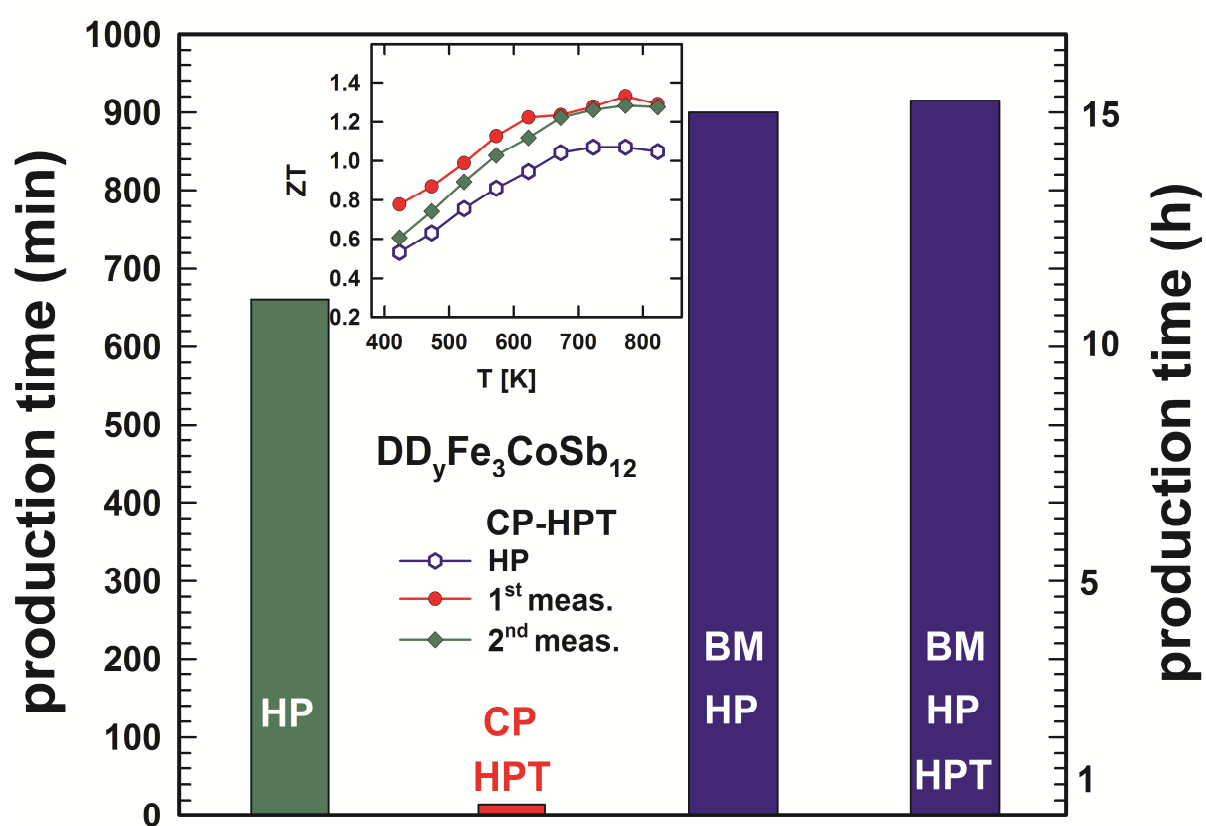 production time (min)
1000
900
800
700
600
500
400
300
200
100
0
ZT
1.4
1.2
1.0
0.8
0.6
0.4
0.2
400 500 600 700 800
T [K]
DDyFe3CoSb12
CP-HPT
HP
1st meas.
2nd meas.
HP
CP
HPT
BM
HP
BM
HP
HPT
15
10
5
1
production time (h)